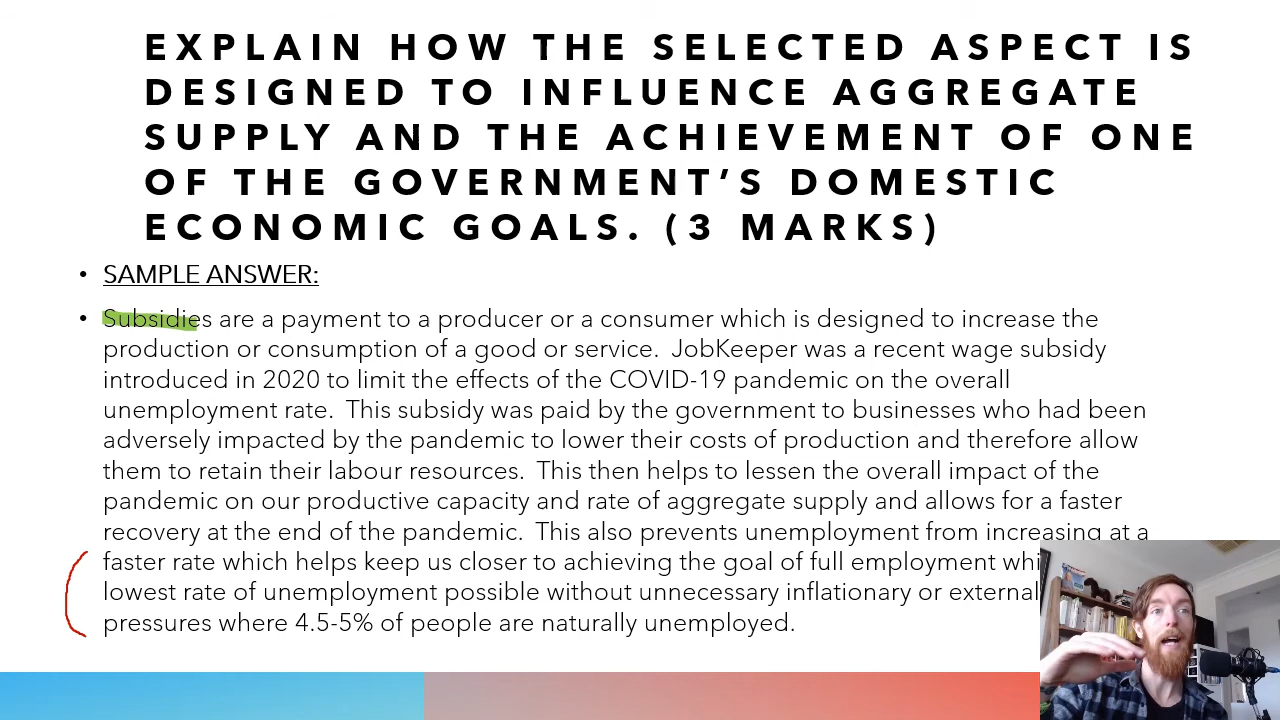 EXPLAIN HOW THE SELECTED ASPECT IS
DESIGNED TO INFLUENCE AGGREGATE
SUPPLY AND THE ACHIEVEMENT OF ONE
OF THE GOVERNMENT’S DOMESTIC
ECONOMIC GOALS. (3 MARKS)
• SAMPLE ANSWER:
• Subsidies are a payment to a producer or a consumer which is designed to increase the
production or consumption of a good or service.  JobKeeper was a recent wage subsidy
introduced in 2020 to limit the effects of the COVID-19 pandemic on the overall
unemployment rate.  This subsidy was paid by the government to businesses who had been
adversely impacted by the pandemic to lower their costs of production and therefore allow
them to retain their labour resources.  This then helps to lessen the overall impact of the
pandemic on our productive capacity and rate of aggregate supply and allows for a faster
recovery at the end of the pandemic.  This also prevents unemployment from increasing at a
faster rate which helps keep us closer to achieving the goal of full employment
lowest rate of unemployment possible without unnecessary inflationary or external
pressures where 4.5-5% of people are naturally unemployed.